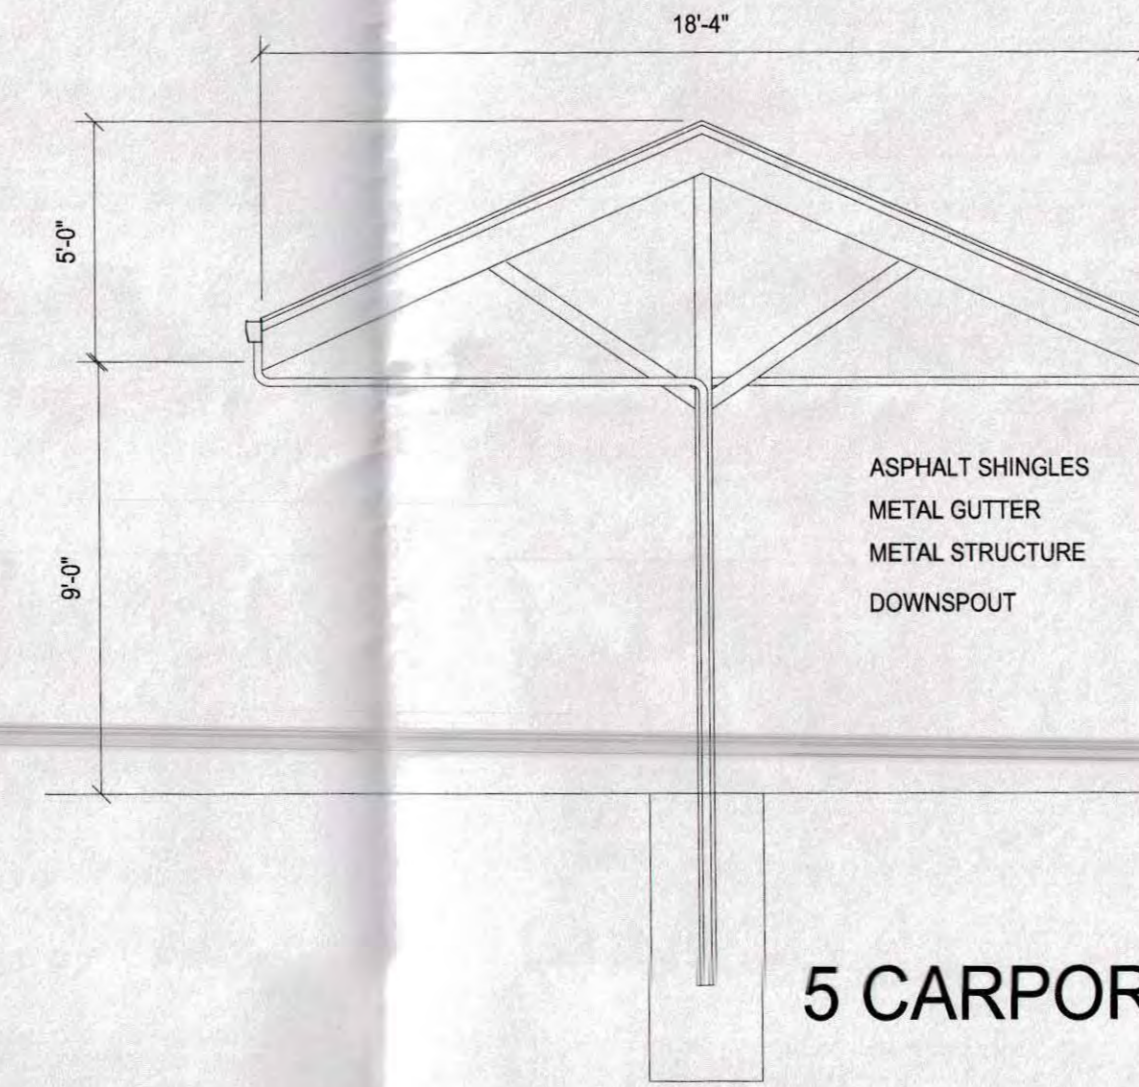 18'-4"
5'-0"
9'-0"
ASPHALT SHINGLES
METAL GUTTER
METAL STRUCTURE
DOWNSPOUT
5 CARPOR